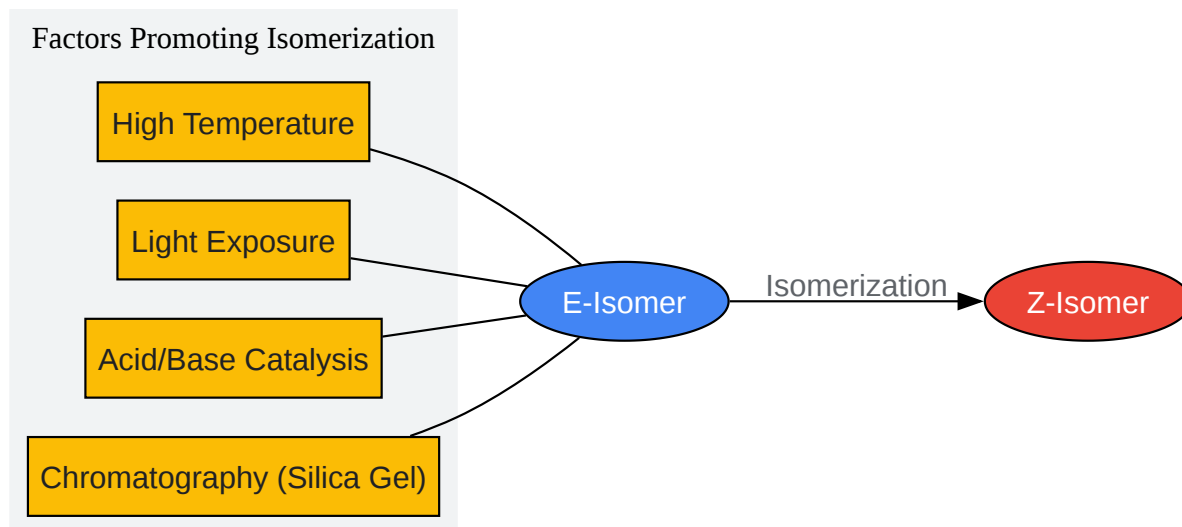 Factors Promoting Isomerization
High Temperature
Light Exposure
Acid/Base Catalysis
Chromatography (Silica Gel)
E-Isomer
Isomerization
Z-Isomer